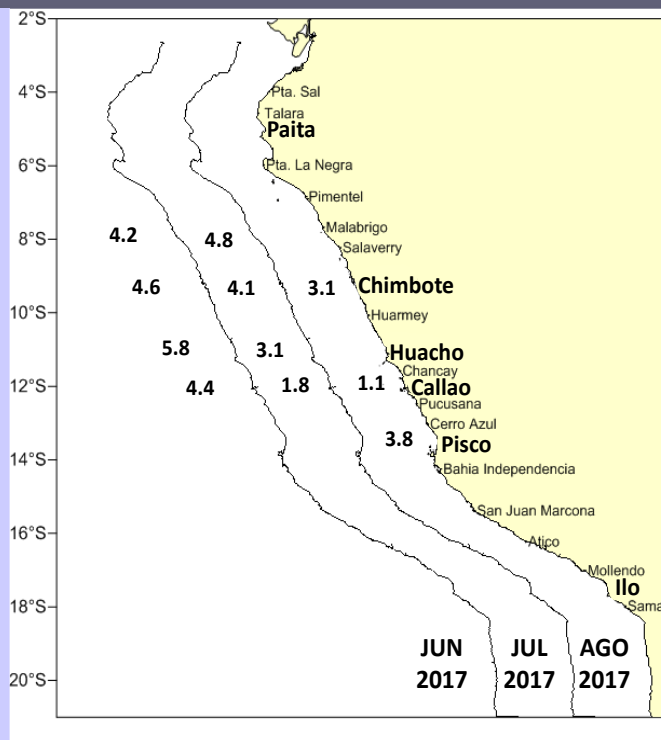 2°S
4°S
Pta. Sal
Talara
Paita
6°S
Pta. La Negra
Pimentel
Malabrigo
8°S
4.2
4.8
Salaverry
4.6
4.1
3.1
Chimbote
10°S
Huarmey
5.8
3.1
Huacho
Chancay
12°S
4.4
1.8
1.1
Callao
Pucusana
Cerro Azul
3.8
Pisco
14°S
Bahia Independencia
San Juan Marcona
16°S
Atico
Mollendo
Ilo
18°S
Sama
JUN JUL AGO
2017 2017 2017
20°S